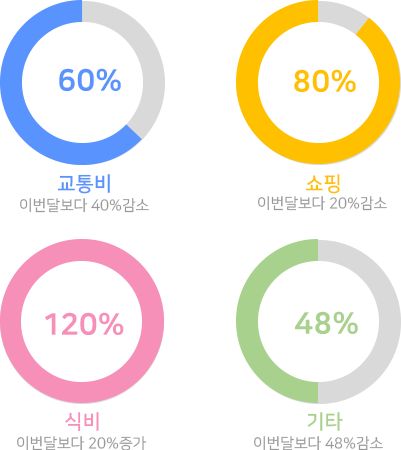 60%
80%
교통비
쇼핑
이번달보다 40%감소
이번달보다 20%감소
120%
48%
식비
기타
이번달보다 20%증가
이번달보다 48%감소